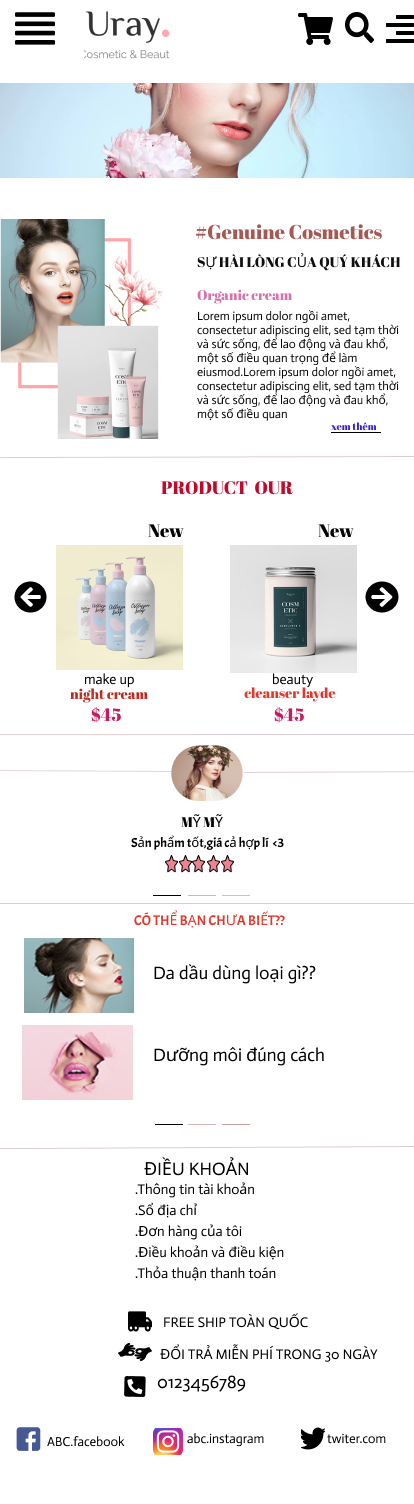 Uray.
Cosmetic & Beaut
#Genuine Cosmetics
SỰ HÀI LÒNG CỦA QUÝ KHÁCH
Organic cream
Lorem ipsum dolor ngồi amet,
consectetur adipiscing elit, sed tạm thời
và sức sống, để lao động và đau khổ,
một số điều quan trọng để làm
eiusmod.Lorem ipsum dolor ngồi amet,
consectetur adipiscing elit, sed tạm thời
và sức sống, để lao động và đau khổ,
một số điều quan
xem thêm
COSM
ETIC
PRODUCT OUR
New
New
COSM
ETIC
make up
night cream
$45
beauty
cleanser layde
$45
MỸ MỸ
Sản phẩm tốt,giá cả hợp lí <3
CÓ THỂ BẠN CHƯA BIẾT??
Da dầu dùng loại gì??
Dưỡng môi đúng cách
ĐIỀU KHOẢN
.Thông tin tài khoản
.Sổ địa chỉ
.Đơn hàng của tôi
.Điều khoản và điều kiện
.Thỏa thuận thanh toán
FREE SHIP TOÀN QUỐC
ĐỔI TRẢ MIỄN PHÍ TRONG 30 NGÀY
0123456789
ABC.facebook
abc.instagram
twiter.com